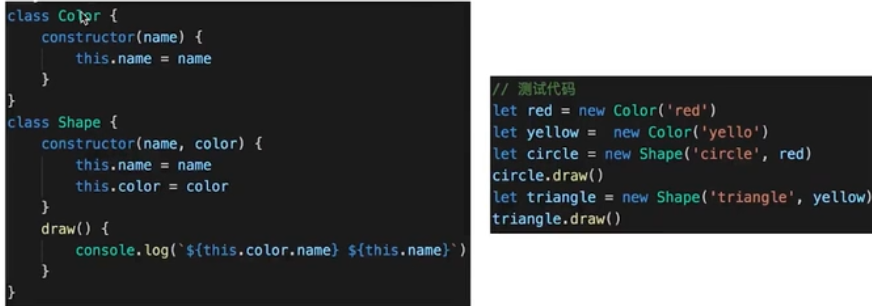 class Color {
    constructor(name) {
        this.name = name
    }
}
class Shape {
    constructor(name, color) {
        this.name = name
        this.color = color
    }
    draw() {
        console.log(`${this.color.name} ${this.name}`)
    }
}
// 测试代码
let red = new Color('red')
let yellow =  new Color('yello')
let circle = new Shape('circle', red)
circle.draw()
let triangle = new Shape('triangle', yellow)
triangle.draw()